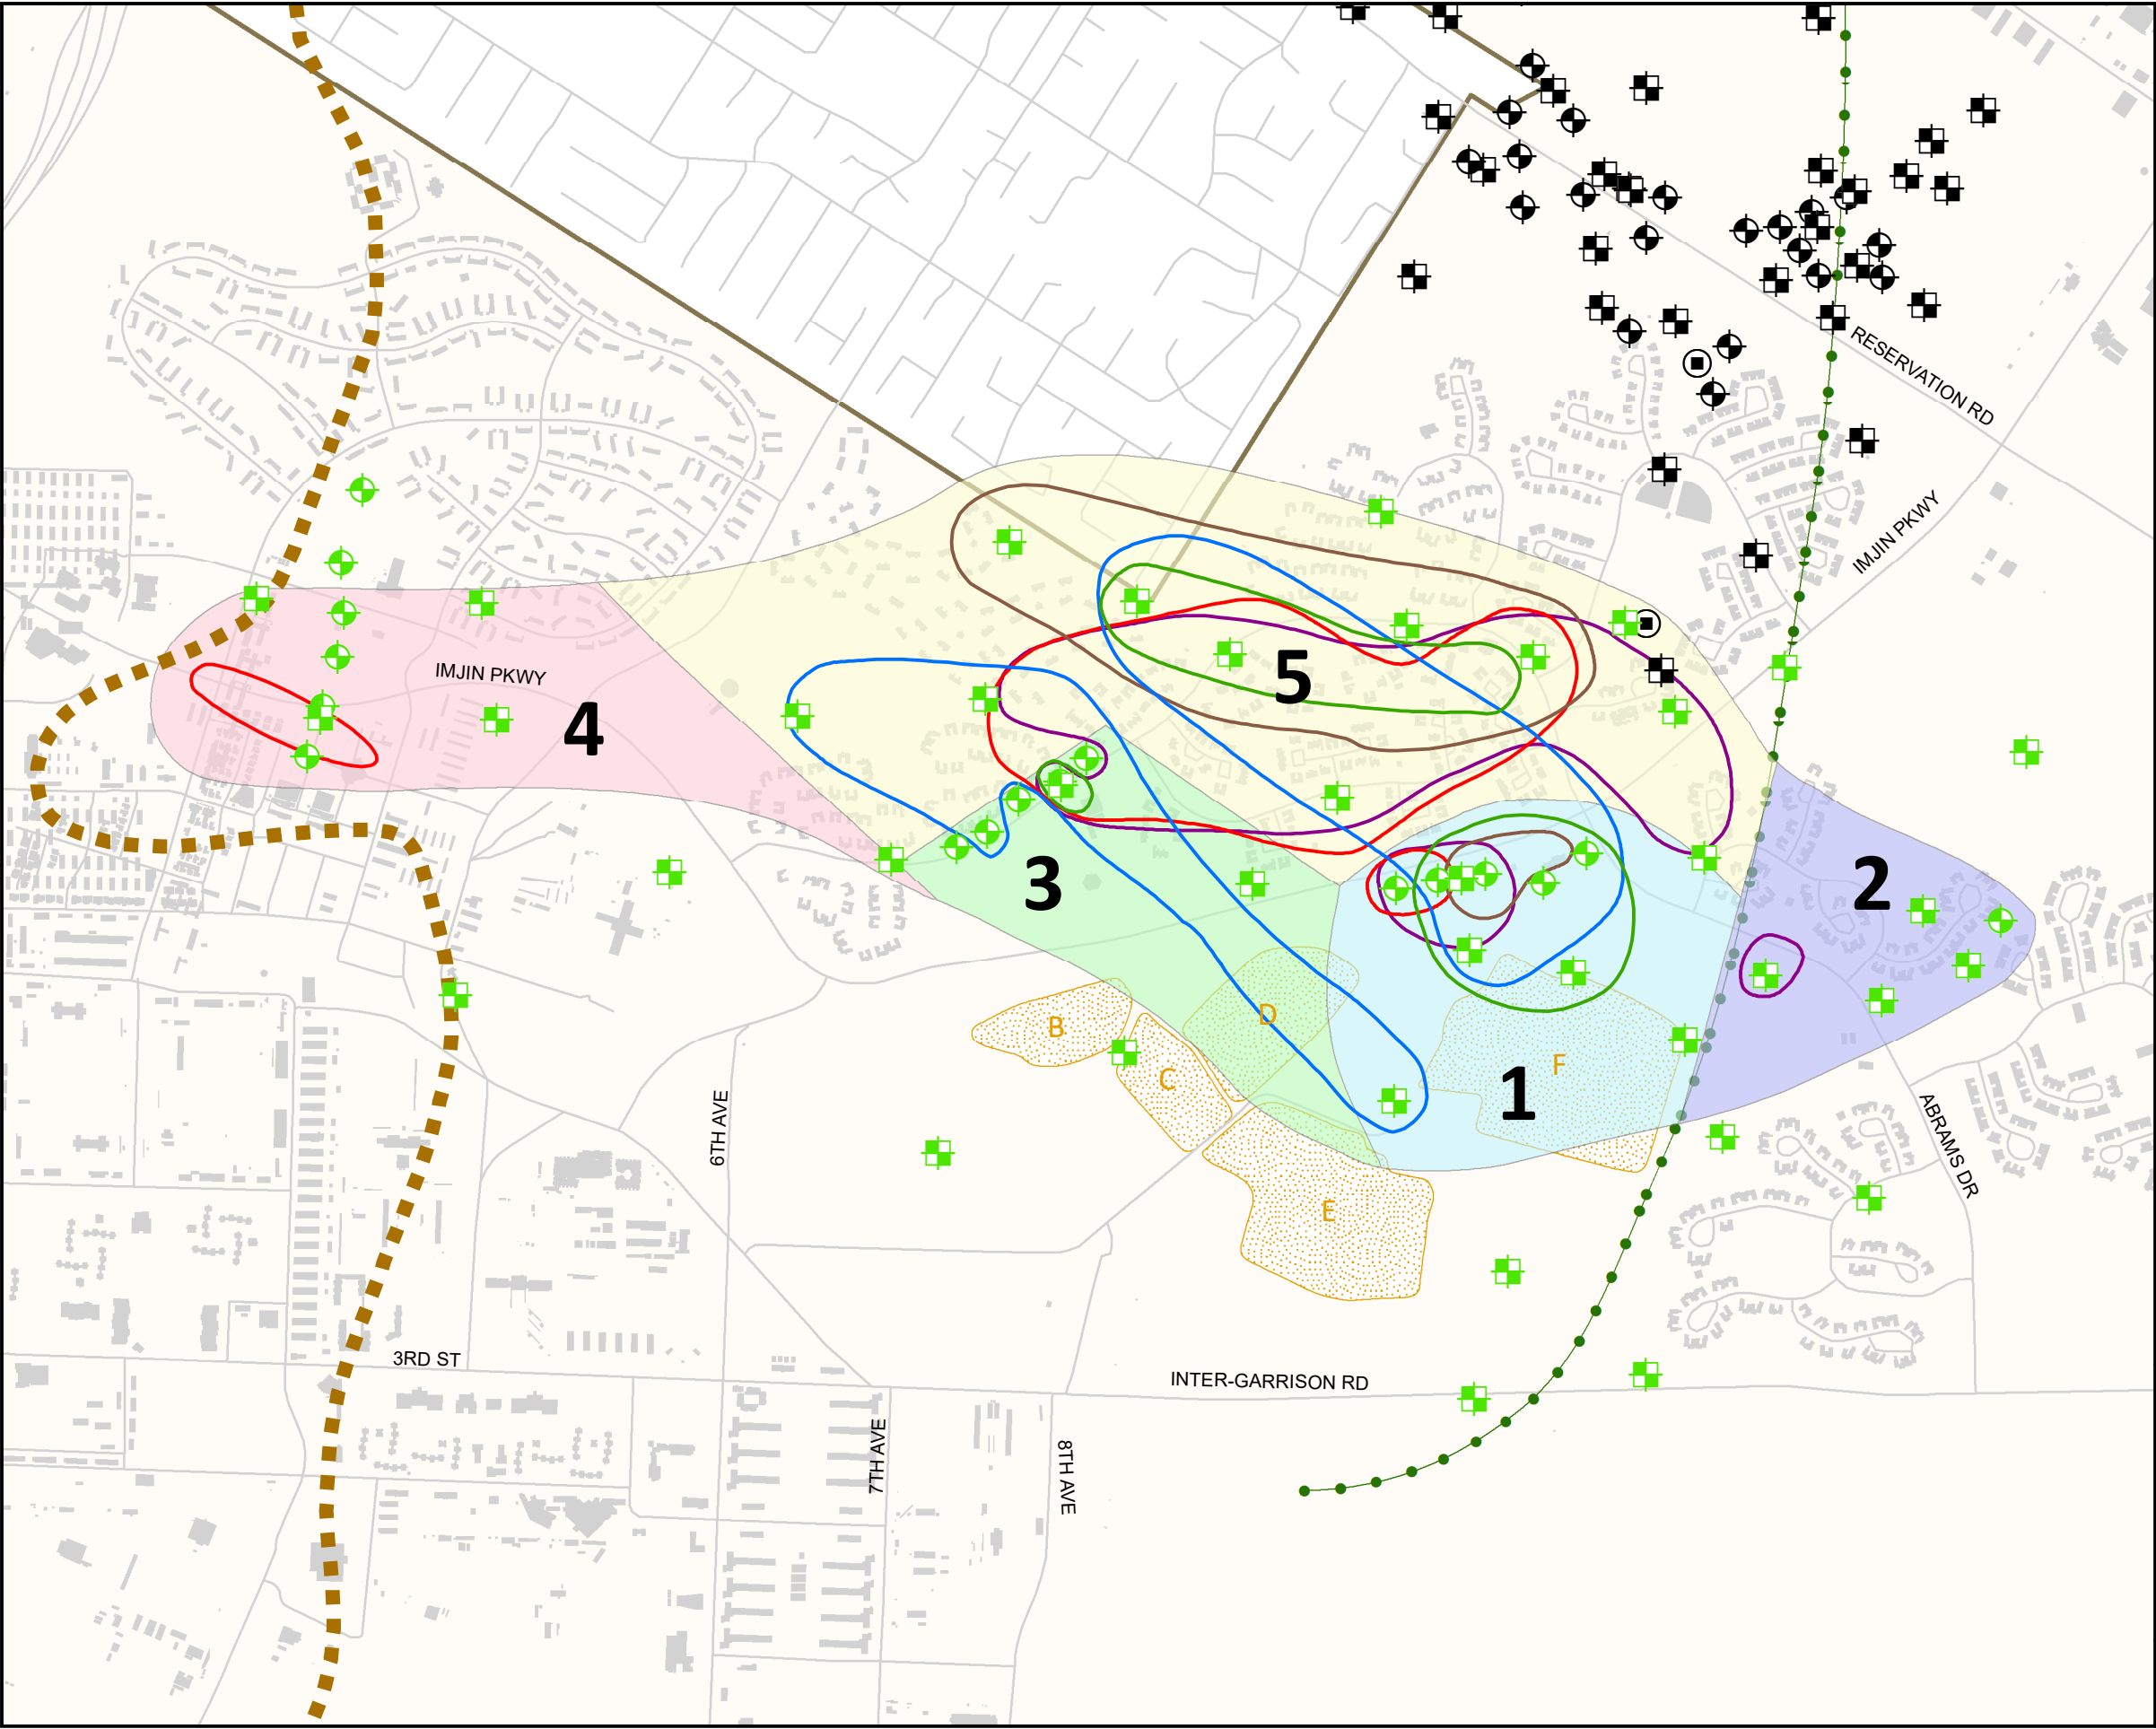 RESERVATION RD
IMJIN PKWY
IMJIN PKWY
5
4
3
2
B
D
C
F
1
6TH AVE
ABRAMS DR
E
3RD ST
INTER-GARRISON RD
7TH AVE
8TH AVE